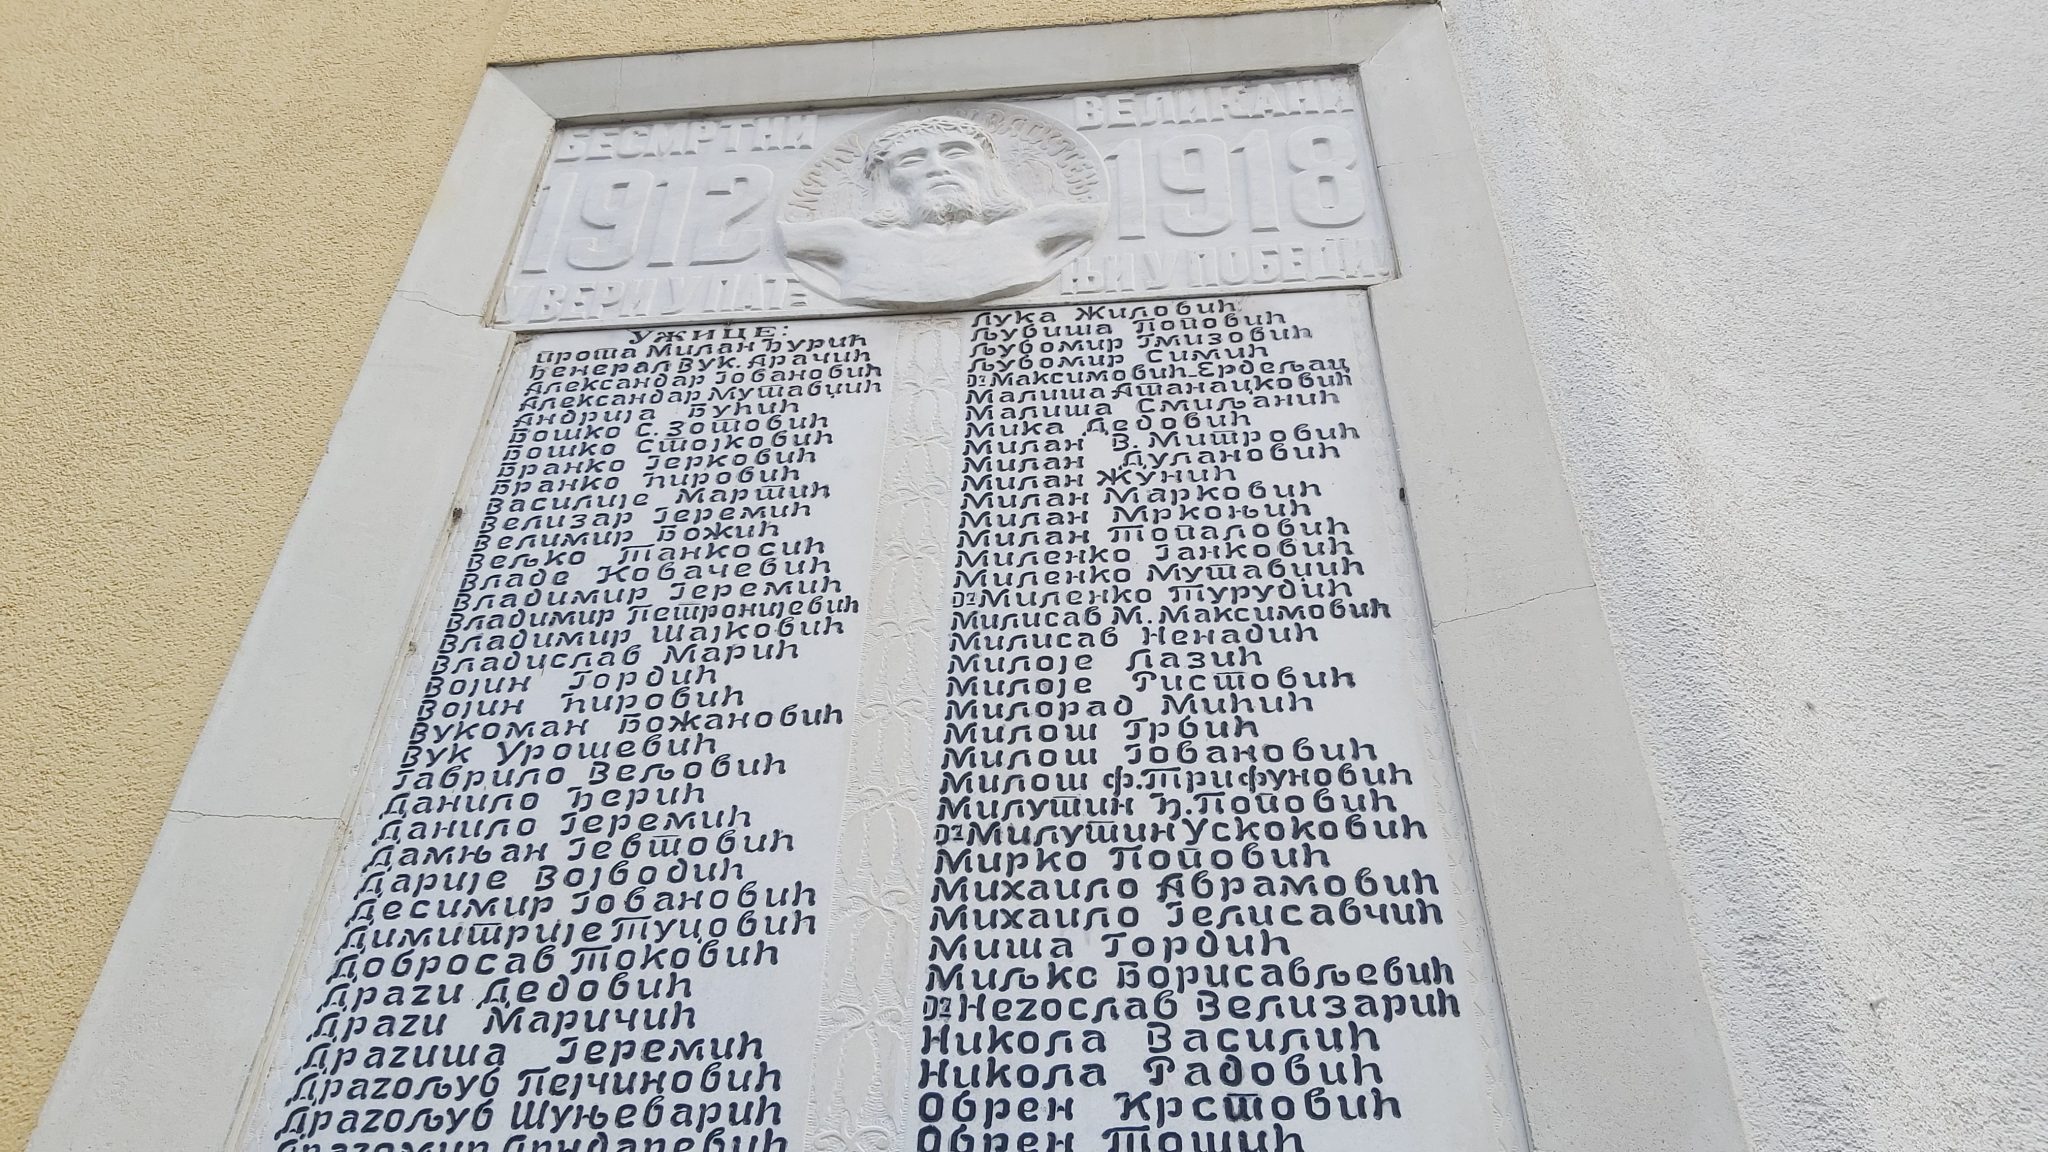 БЕСМРТНИ ВЕЛИКАНИ
1912 1918
У ВЕРИ У ПАТЊИ У ПОБЕДИ.
УЖИЦЕ:
прота Милан Ђурић
Ђенерал Вук. Драчић
Александар Јовановић
Александар Мутавџић
Андрија Бућић
Бошко С. Зотовић
Бошко Стојковић
Бранко Јерковић
Бранко Ћировић
Василије Мартић
Велизар Јеремић
Велимир Божић
Вељко Танкосић
Владе Ковачевић
Владимир Јеремић
Владимир Петронијевић
Владимир Шајковић
Владислав Марић
Војин Гордић
Војин Ћировић
Вукоман Божановић
Вук Урошевић
Гаврило Вељовић
Данило Ђерић
Данило Јеремић
Дамњан Јевтовић
Дарије Војводић
Десимир Јовановић
Димитрије Туцовић
Добросав Токовић
Драги Дедовић
Драги Маричић
Драгиша Јеремић
Драгољуб Пејчиновић
Драгољуб Шуњеварић
Драгомир
Лука Жиловић
Љубиша Поповић
Љубомир Гмизовић
Љубомир Симић
Др Максимовић-Ердељац
Малиша Атанацковић
Малиша Смиљанић
Мика Дедовић
Милан В. Митровић
Милан Дулановић
Милан Жунић
Милан Марковић
Милан Мркоњић
Милан Топаловић
Миленко Јанковић
Миленко Мутавџић
Др Миленко Турудић
Милисав М. Максимовић
Милисав Ненадић
Милоје Лазић
Милоје Ристовић
Милорад Мићић
Милош Грбић
Милош Јовановић
Милош Ф. Трифуновић
Милутин Ђ. Поповић
Др Милутин Ускоковић
Мирко Поповић
Михаило Аврамовић
Михаило Јелисавчић
Миша Гордић
Миљко Борисављевић
Др Негослав Велизарић
Никола Василић
Никола Радовић
Обрен Крстовић
Обрен Тошић